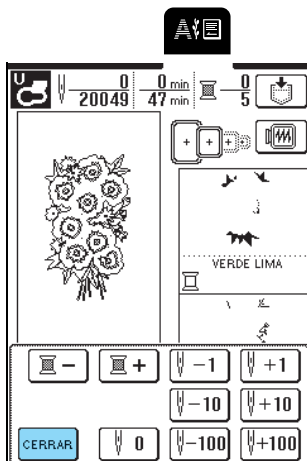 A
U 0 0 min 0
20049 47 min 5
VERDE LIMA
− + −1 +1
−10 +10
CERRAR 0 −100 +100